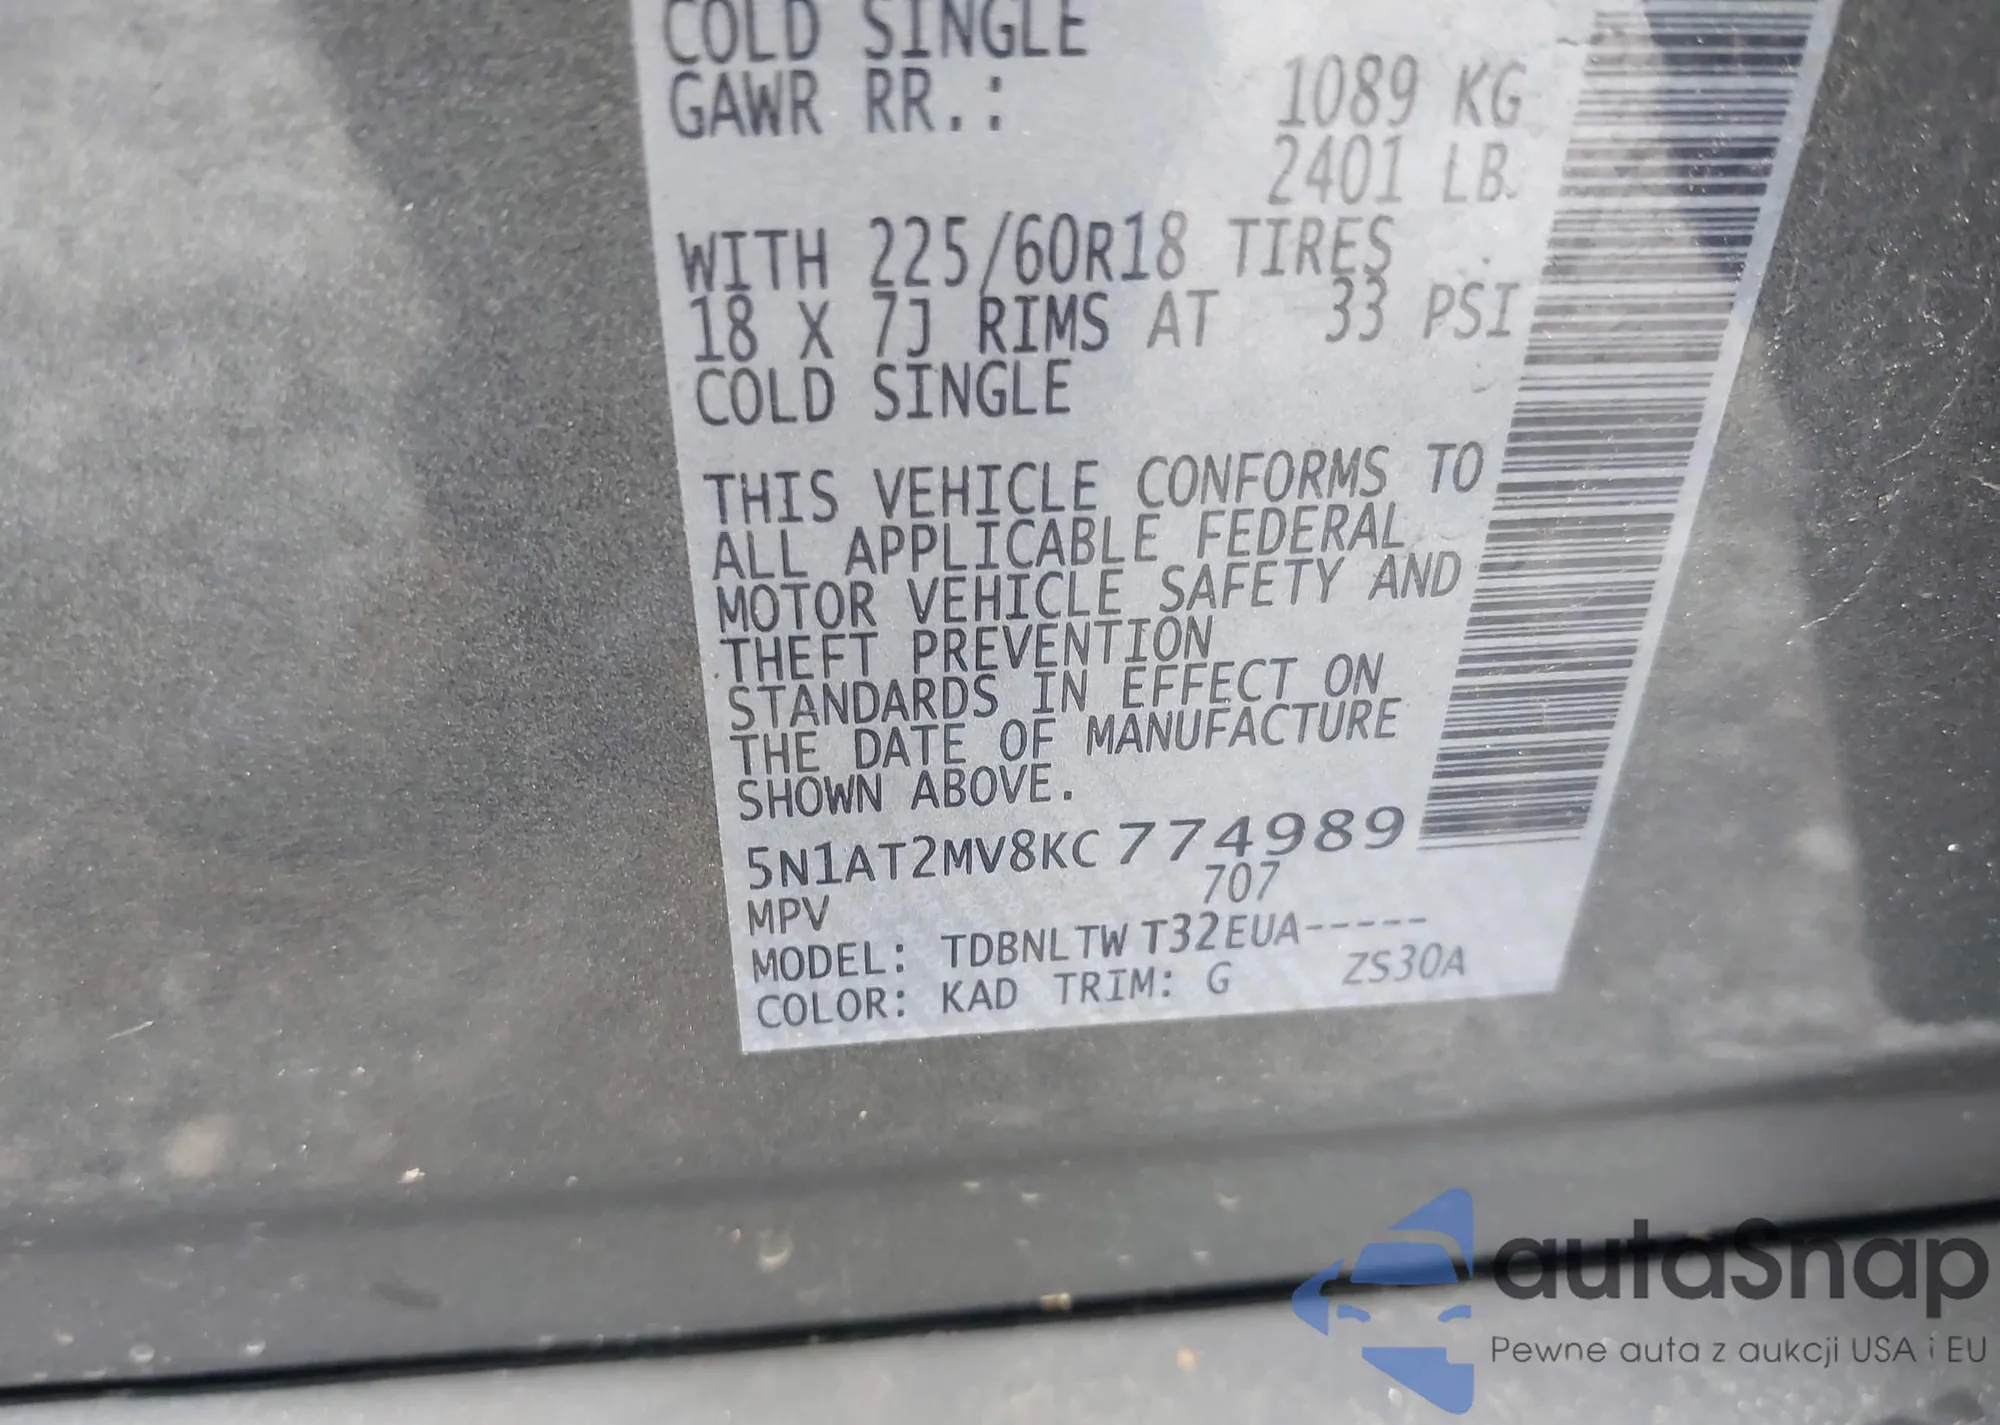 COLD SINGLE
GAWR RR.: 1089 KG
2401 LB.
WITH 225/60R18 TIRES
18 X 7J RIMS AT 33 PSI
COLD SINGLE
THIS VEHICLE CONFORMS TO
ALL APPLICABLE FEDERAL
MOTOR VEHICLE SAFETY AND
THEFT PREVENTION
STANDARDS IN EFFECT ON
THE DATE OF MANUFACTURE
SHOWN ABOVE.
5N1AT2MV8KC774989
MPV 707
MODEL: TDBNLTWT32EUA-----
COLOR: KAD TRIM: G ZS30A
autoSnap
Pewne auta z aukcji USA i EU